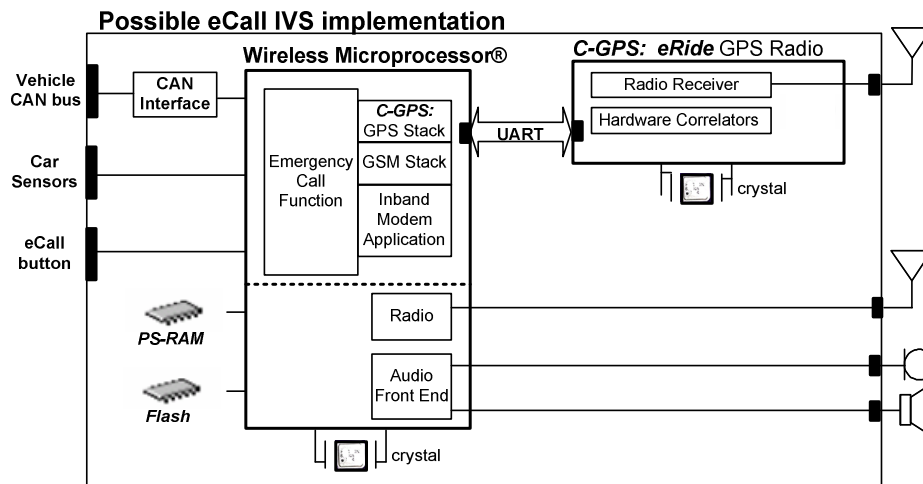 Possible eCall IVS implementation
Wireless Microprocessor®
C-GPS: eRide GPS Radio
Vehicle
CAN bus
CAN
Interface
Radio Receiver
Hardware Correlators
C-GPS:
GPS Stack
UART
Emergency
Call
Function
GSM Stack
Inband
Modem
Application
Car
Sensors
crystal
eCall
button
PS-RAM
Radio
Flash
Audio
Front End
crystal